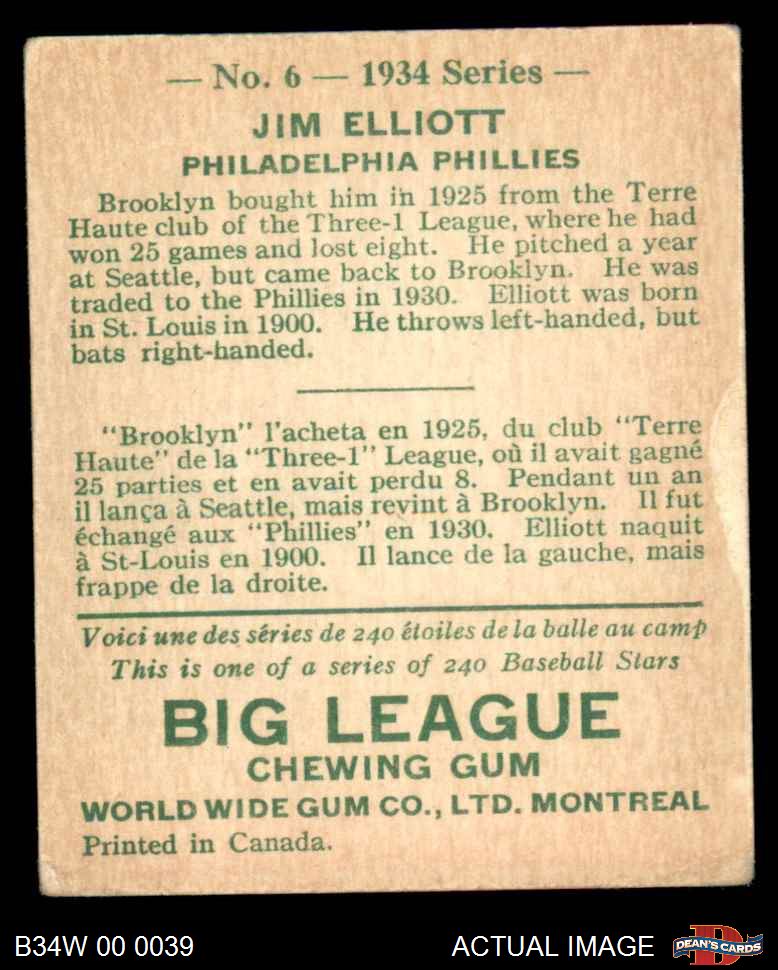 — No. 6 — 1934 Series —
JIM ELLIOTT
PHILADELPHIA PHILLIES
Brooklyn bought him in 1925 from the Terre
Haute club of the Three-1 League, where he had
won 25 games and lost eight. He pitched a year
at Seattle, but came back to Brooklyn. He was
traded to the Phillies in 1930. Elliott was born
in St. Louis in 1900. He throws left-handed, but
bats right-handed.
"Brooklyn" l'acheta en 1925, du club "Terre
Haute" de la "Three-1" League, où il avait gagné
25 parties et en avait perdu 8. Pendant un an
il lança à Seattle, mais revint à Brooklyn. Il fut
échangé aux "Phillies" en 1930. Elliott naquit
à St-Louis en 1900. Il lance de la gauche, mais
frappe de la droite.
Voici une des séries de 240 étoiles de la balle au camp
This is one of a series of 240 Baseball Stars
BIG LEAGUE
CHEWING GUM
WORLD WIDE GUM CO., LTD. MONTREAL
Printed in Canada.
B34W 00 0039 ACTUAL IMAGE
D
DEAN'S CARDS